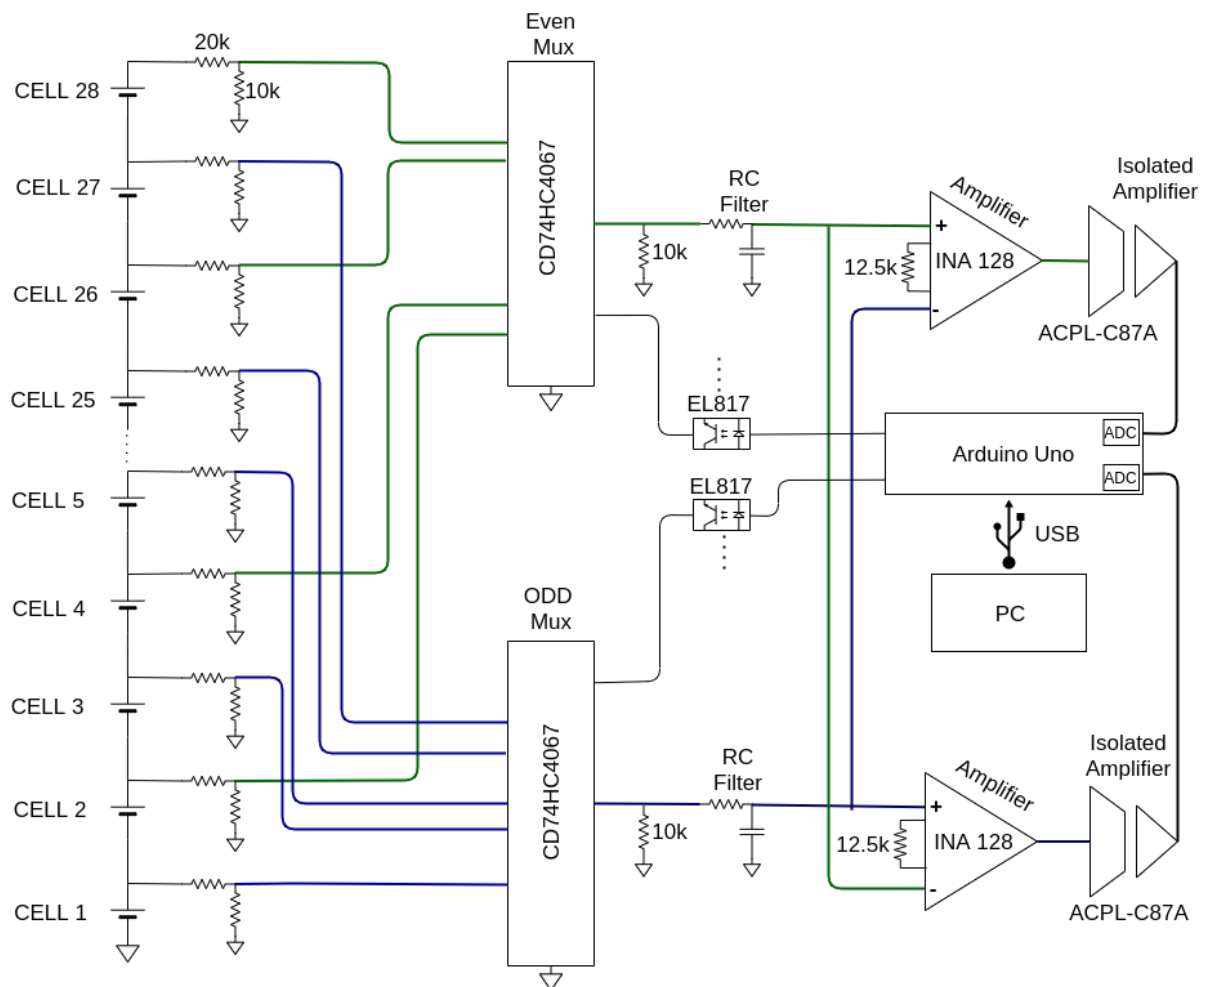 Even
Mux
20k
CELL 28
10k
CD74HC4067
CELL 27
RC
Filter
Amplifier
Isolated
Amplifier
+
10k
12.5k
INA 128
-
CELL 26
ACPL-C87A
CELL 25
EL817
ADC
Arduino Uno
ADC
EL817
CELL 5
USB
CELL 4
ODD
Mux
PC
CELL 3
CD74HC4067
RC
Filter
Amplifier
Isolated
Amplifier
CELL 2
+
10k
12.5k
INA 128
-
CELL 1
ACPL-C87A